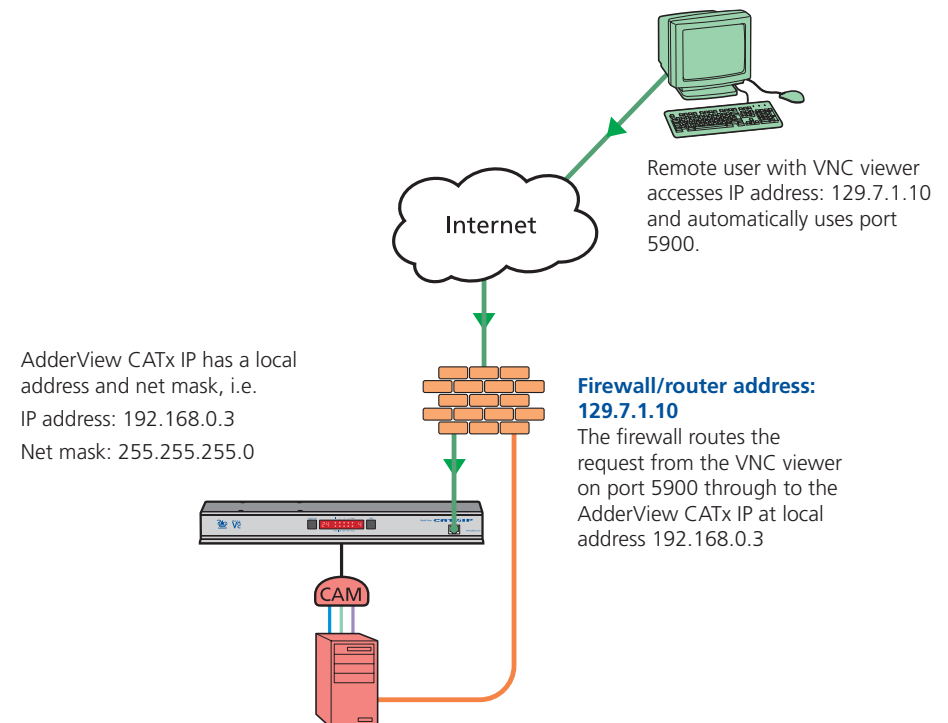 Remote user with VNC viewer
accesses IP address: 129.7.1.10
and automatically uses port
5900.
Internet
AdderView CATx IP has a local
address and net mask, i.e.
IP address: 192.168.0.3
Net mask: 255.255.255.0
Firewall/router address:
129.7.1.10
The firewall routes the
request from the VNC viewer
on port 5900 through to the
AdderView CATx IP at local
address 192.168.0.3
CAM